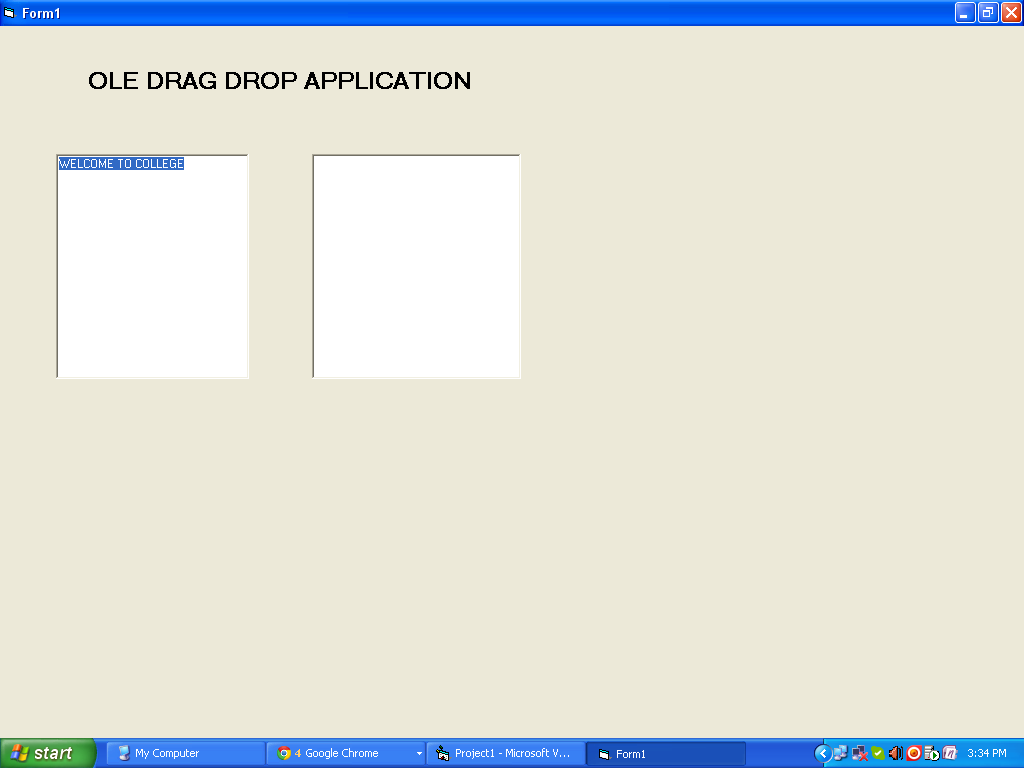 Form1
OLE DRAG DROP APPLICATION
WELCOME TO COLLEGE
start
My Computer
4 Google Chrome
Project1 - Microsoft V...
Form1
3:34 PM